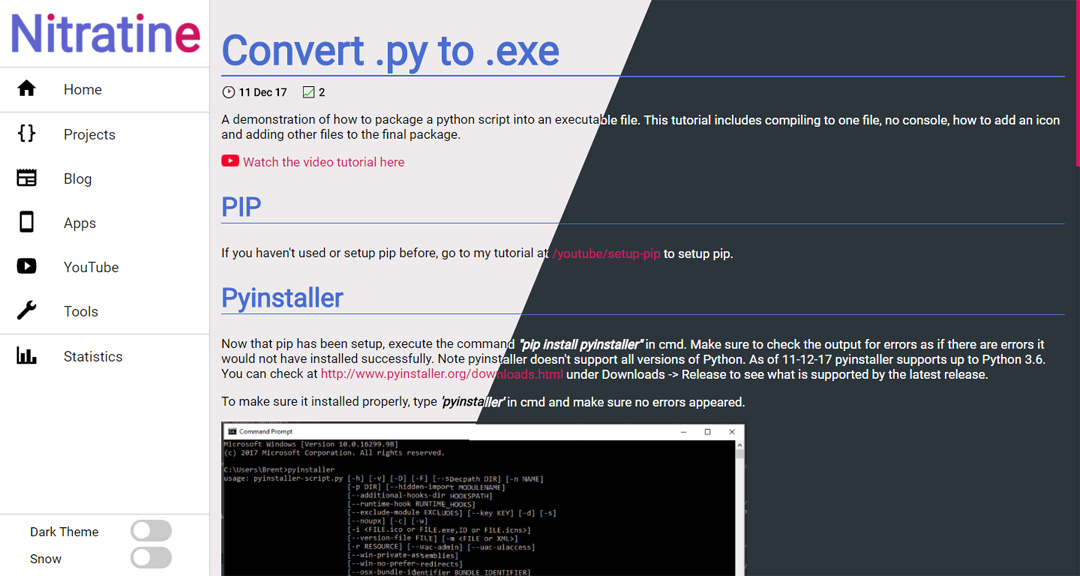 Nitratine
Home
Projects
Blog
Apps
YouTube
Tools
Statistics
Dark Theme
Snow
Convert .py to .exe
11 Dec 17 2
A demonstration of how to package a python script into an executable file. This tutorial includes compiling to one file, no console, how to add an icon
and adding other files to the final package.
Watch the video tutorial here
PIP
If you haven't used or setup pip before, go to my tutorial at /youtube/setup-pip to setup pip.
Pyinstaller
Now that pip has been setup, execute the command "pip install pyinstaller" in cmd. Make sure to check the output for errors as if there are errors it
would not have installed successfully. Note pyinstaller doesn't support all versions of Python. As of 11-12-17 pyinstaller supports up to Python 3.6.
You can check at http://www.pyinstaller.org/downloads.html under Downloads -> Release to see what is supported by the latest release.
To make sure it installed properly, type 'pyinstaller' in cmd and make sure no errors appeared.
Command Prompt
Microsoft Windows [Version 10.0.16299.98]
(c) 2017 Microsoft Corporation. All rights reserved.
C:\Users\Brent>pyinstaller
usage: pyinstaller-script.py [-h] [-v] [-D] [-F] [--specpath DIR] [-n NAME]
[-p DIR] [--hidden-import MODULENAME]
[--additional-hooks-dir HOOKSPATH]
[--runtime-hook RUNTIME_HOOKS]
[--exclude-module EXCLUDES] [--key KEY] [-d] [-s]
[--noupx] [-c] [-w]
[-i <FILE.ico or FILE.exe,ID or FILE.icns>]
[--version-file FILE] [-m <FILE or XML>]
[-r RESOURCE] [--uac-admin] [--uac-uiaccess]
[--win-private-assemblies]
[--win-no-prefer-redirects]
[--osx-bundle-identifier BUNDLE_IDENTIFIER]